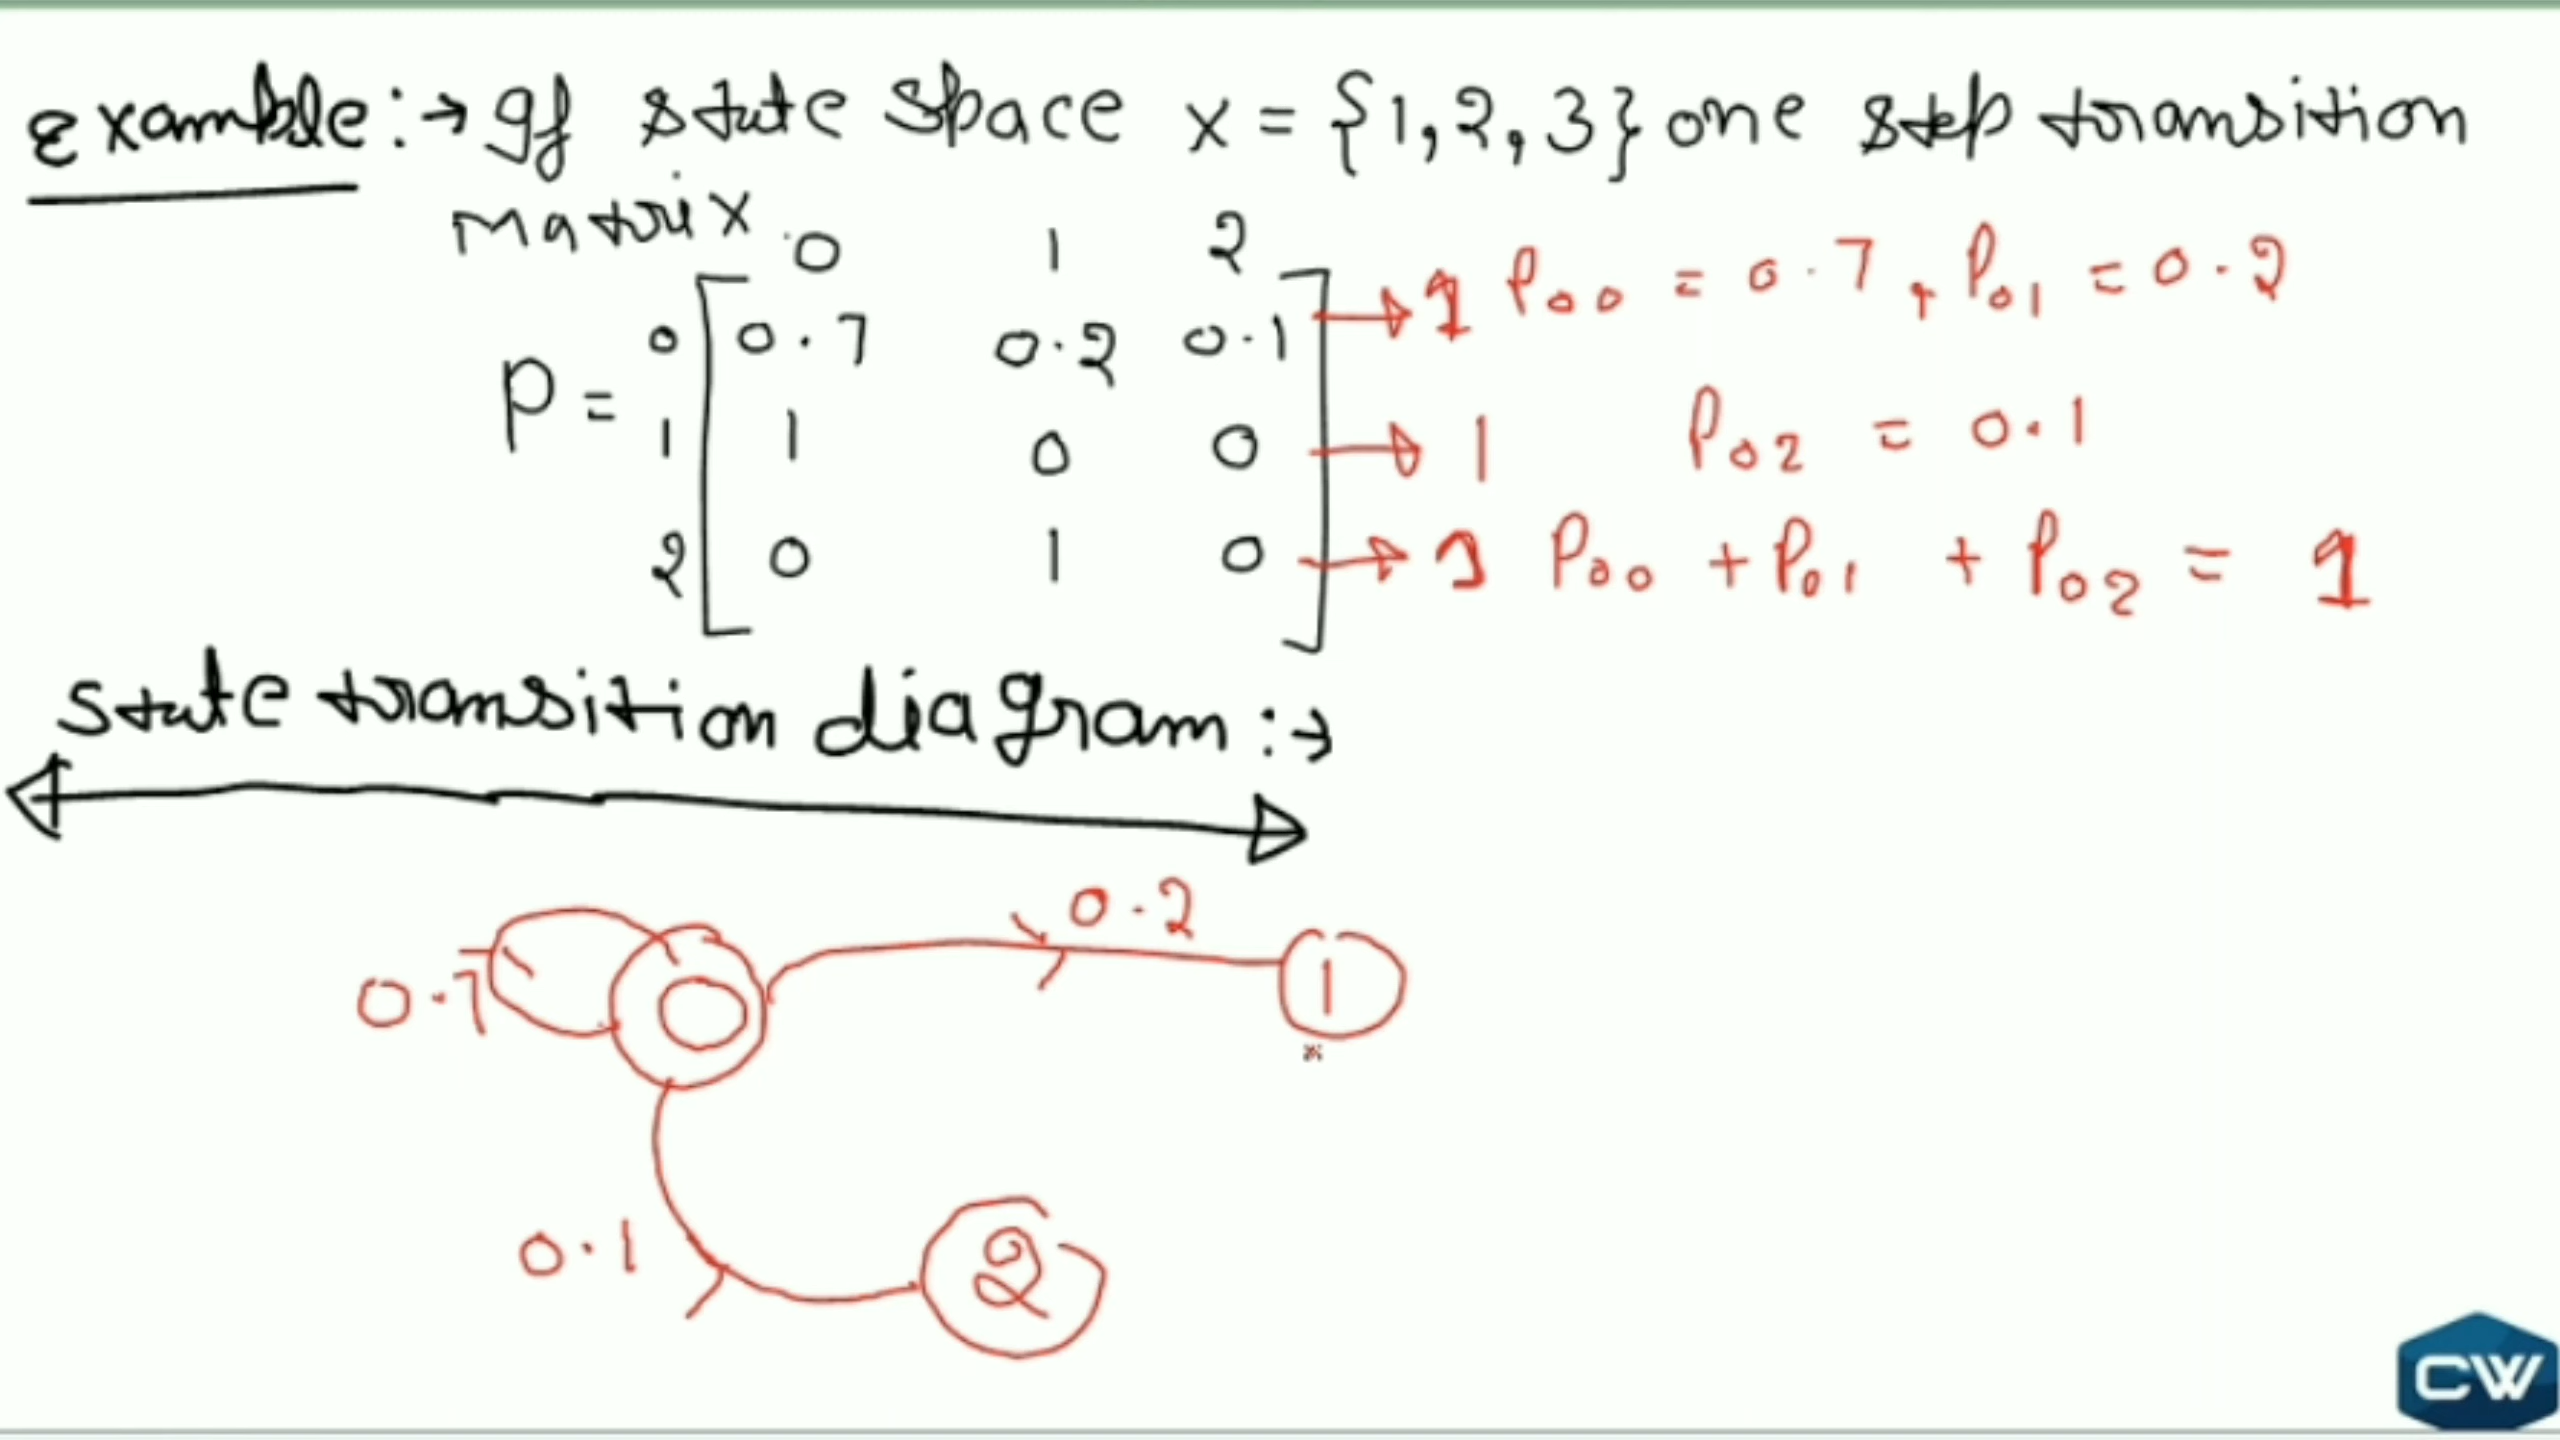 example :→ If state space X = {1, 2, 3} one step transition
matrix
0 1 2
P = 0 [ 0.7 0.2 0.1 ] → 1 P00 = 0.7, P01 = 0.2
1 1 0 0 → 1 P02 = 0.1
2 0 1 0 → 1 P00 + P01 + P02 = 1
state transition diagram :→
0.2
0.7 0 1
0.1 2
CW